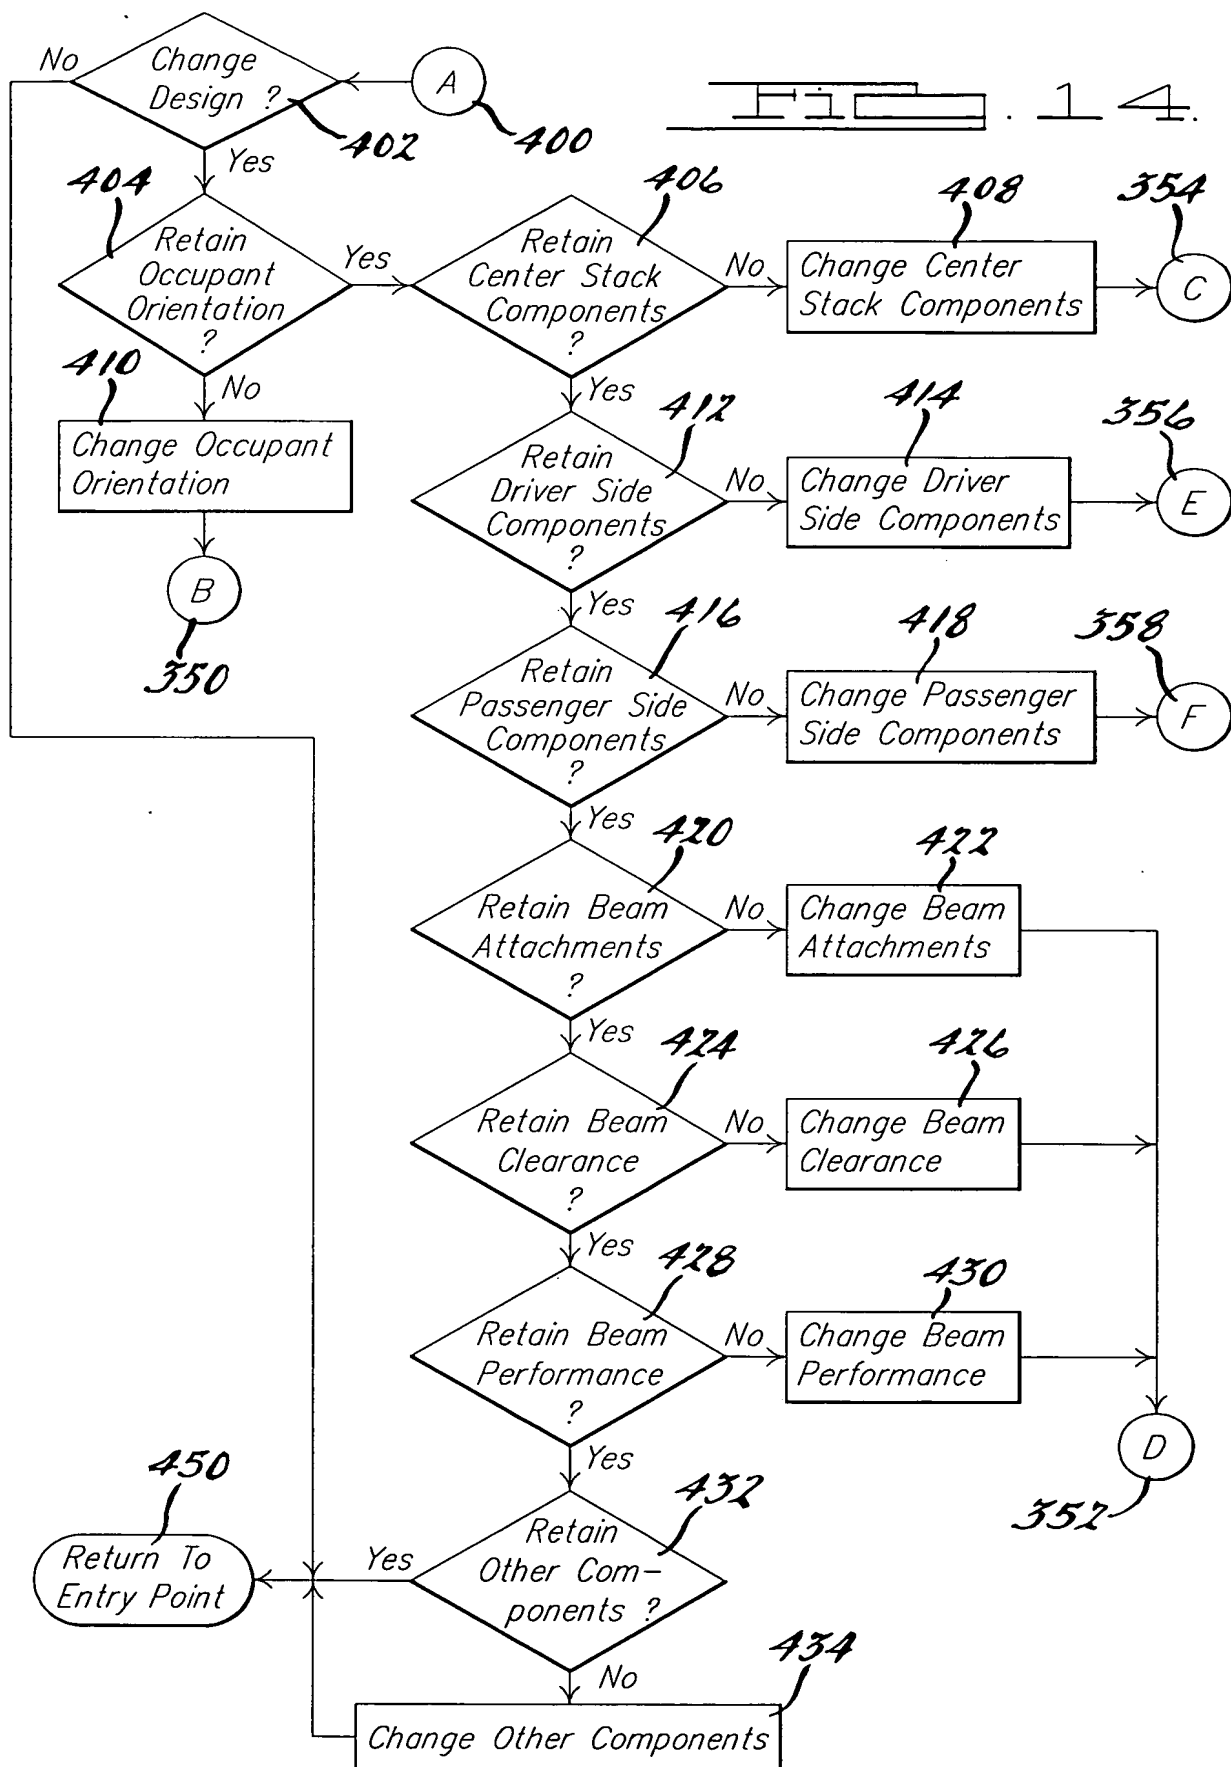 No
Change
Design ?
402
A
400
FIG. 14.
Yes
404
Retain
Occupant
Orientation
?
Yes
406
Retain
Center Stack
Components
?
No
408
Change Center
Stack Components
354
C
410
No
Change Occupant
Orientation
B
350
Yes
412
Retain
Driver Side
Components
?
No
414
Change Driver
Side Components
356
E
Yes
416
Retain
Passenger Side
Components
?
No
418
Change Passenger
Side Components
358
F
Yes
420
Retain Beam
Attachments
?
No
422
Change Beam
Attachments
Yes
424
Retain Beam
Clearance
?
No
426
Change Beam
Clearance
Yes
428
Retain Beam
Performance
?
No
430
Change Beam
Performance
D
352
Yes
432
Retain
Other Com-
ponents ?
Yes
450
Return To
Entry Point
No
434
Change Other Components